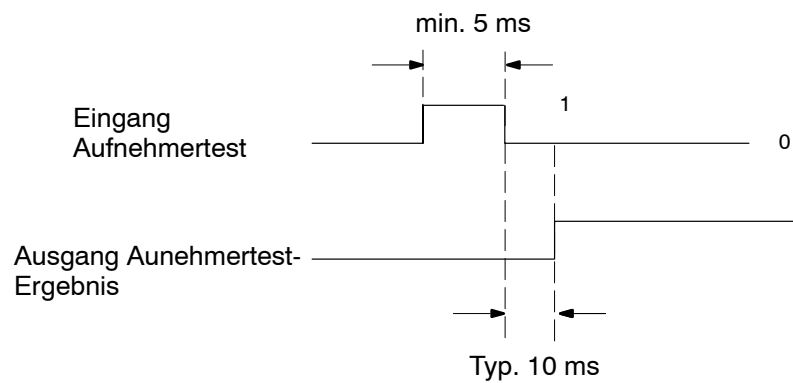 min. 5 ms
1
Eingang
Aufnehmertest
0
Ausgang Aunehmertest-
Ergebnis
Typ. 10 ms